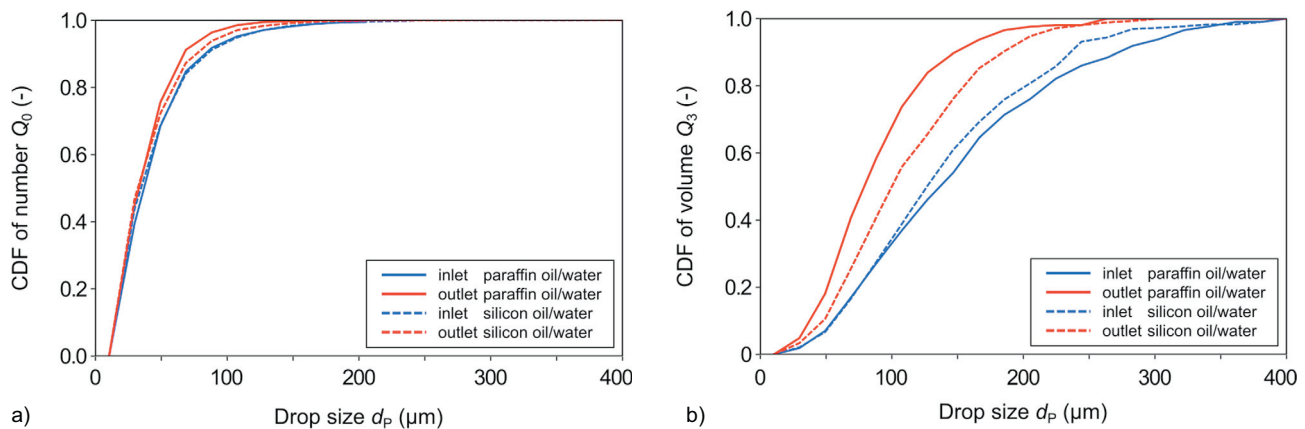 CDF of number Q₀ (-)
1.0
0.8
0.6
0.4
0.2
0.0
0
100
200
300
400
inlet paraffin oil/water
outlet paraffin oil/water
inlet silicon oil/water
outlet silicon oil/water
a)
Drop size dₚ (µm)
CDF of volume Q₃ (-)
1.0
0.8
0.6
0.4
0.2
0
0
100
200
300
400
inlet paraffin oil/water
outlet paraffin oil/water
inlet silicon oil/water
outlet silicon oil/water
b)
Drop size dₚ (µm)